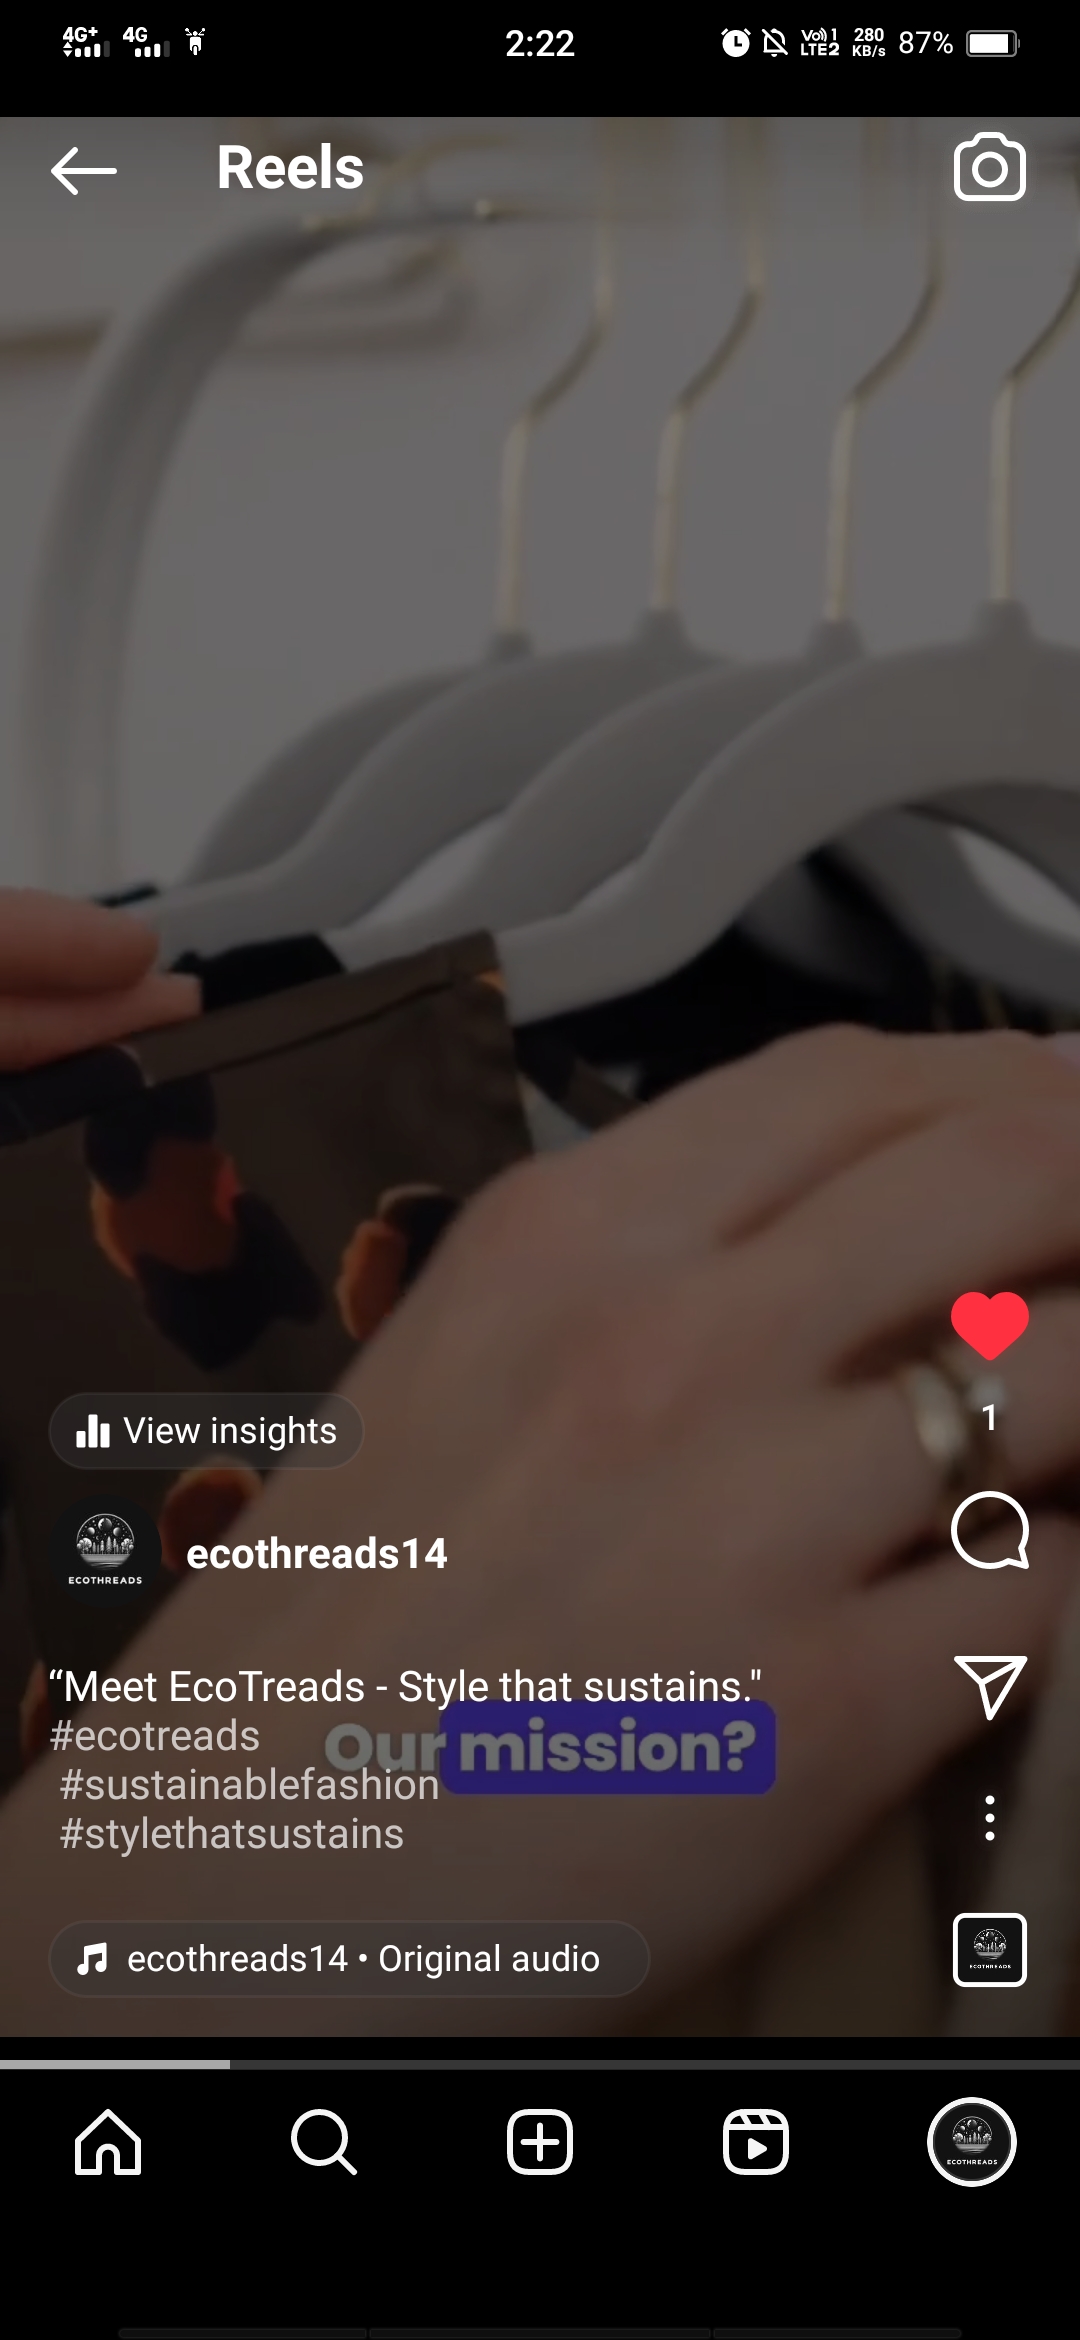 4G+ 4G 2:22 Vo) 1 LTE2 280 KB/s 87%
Reels
1
View insights
ECOTHREADS
ecothreads14
“Meet EcoTreads - Style that sustains."
#ecotreads
Our mission?
#sustainablefashion
#stylethatsustains
ecothreads14 • Original audio
ECOTHREADS
ECOTHREADS